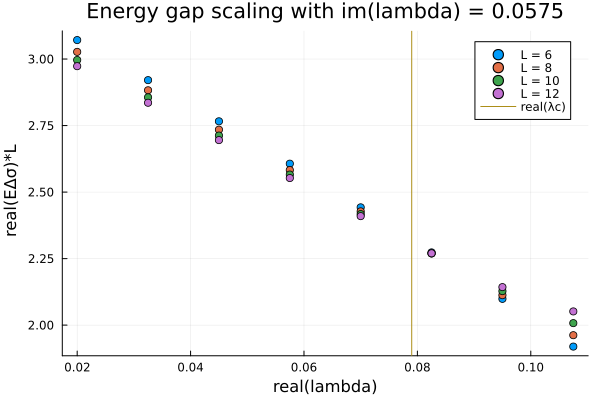 Energy gap scaling with im(lambda) = 0.0575
real(EΔσ)*L
3.00
2.75
2.50
2.25
2.00
L = 6
L = 8
L = 10
L = 12
real(λc)
0.02 0.04 0.06 0.08 0.10
real(lambda)